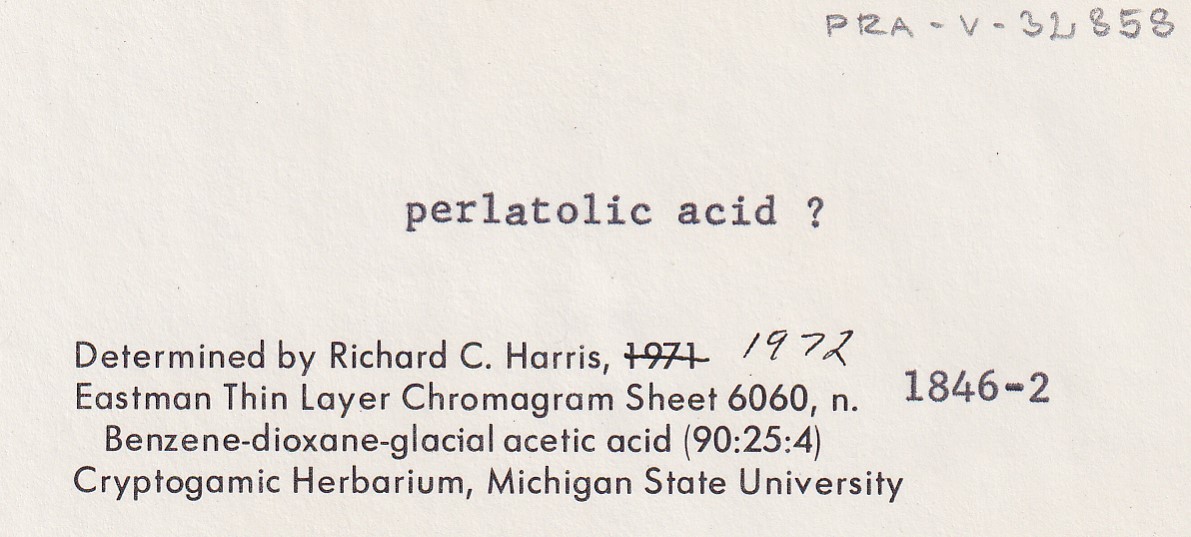 PRA-V-32858
perlatolic acid ?
Determined by Richard C. Harris, 1971 1972
Eastman Thin Layer Chromagram Sheet 6060, n. 1846-2
Benzene-dioxane-glacial acetic acid (90:25:4)
Cryptogamic Herbarium, Michigan State University